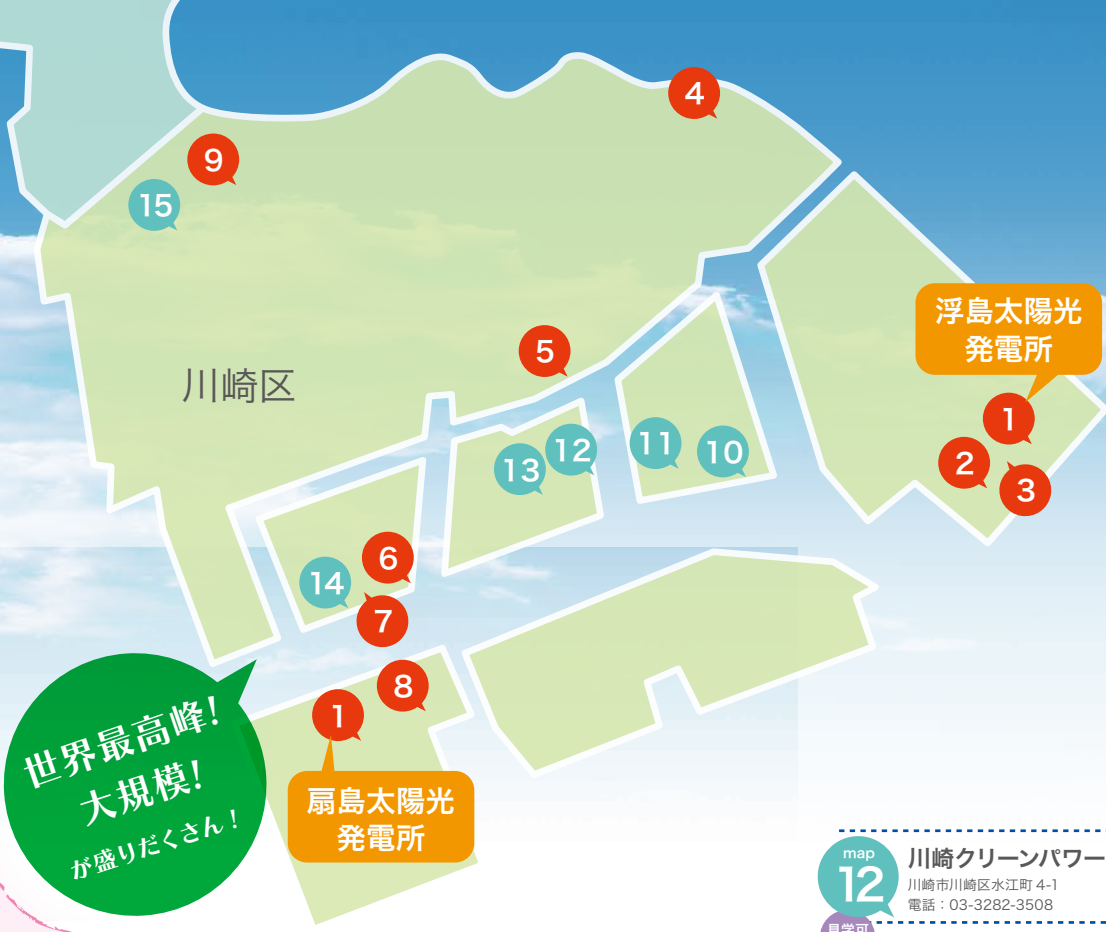 4
9
15
浮島太陽光
発電所
5
川崎区
1
12
11
10
13
2
3
6
14
7
8
1
世界最高峰!
大規模!
が盛りだくさん!
扇島太陽光
発電所
map
12
川崎クリーンパワー
川崎市川崎区水江町 4-1
電話：03-3282-3508
見学可